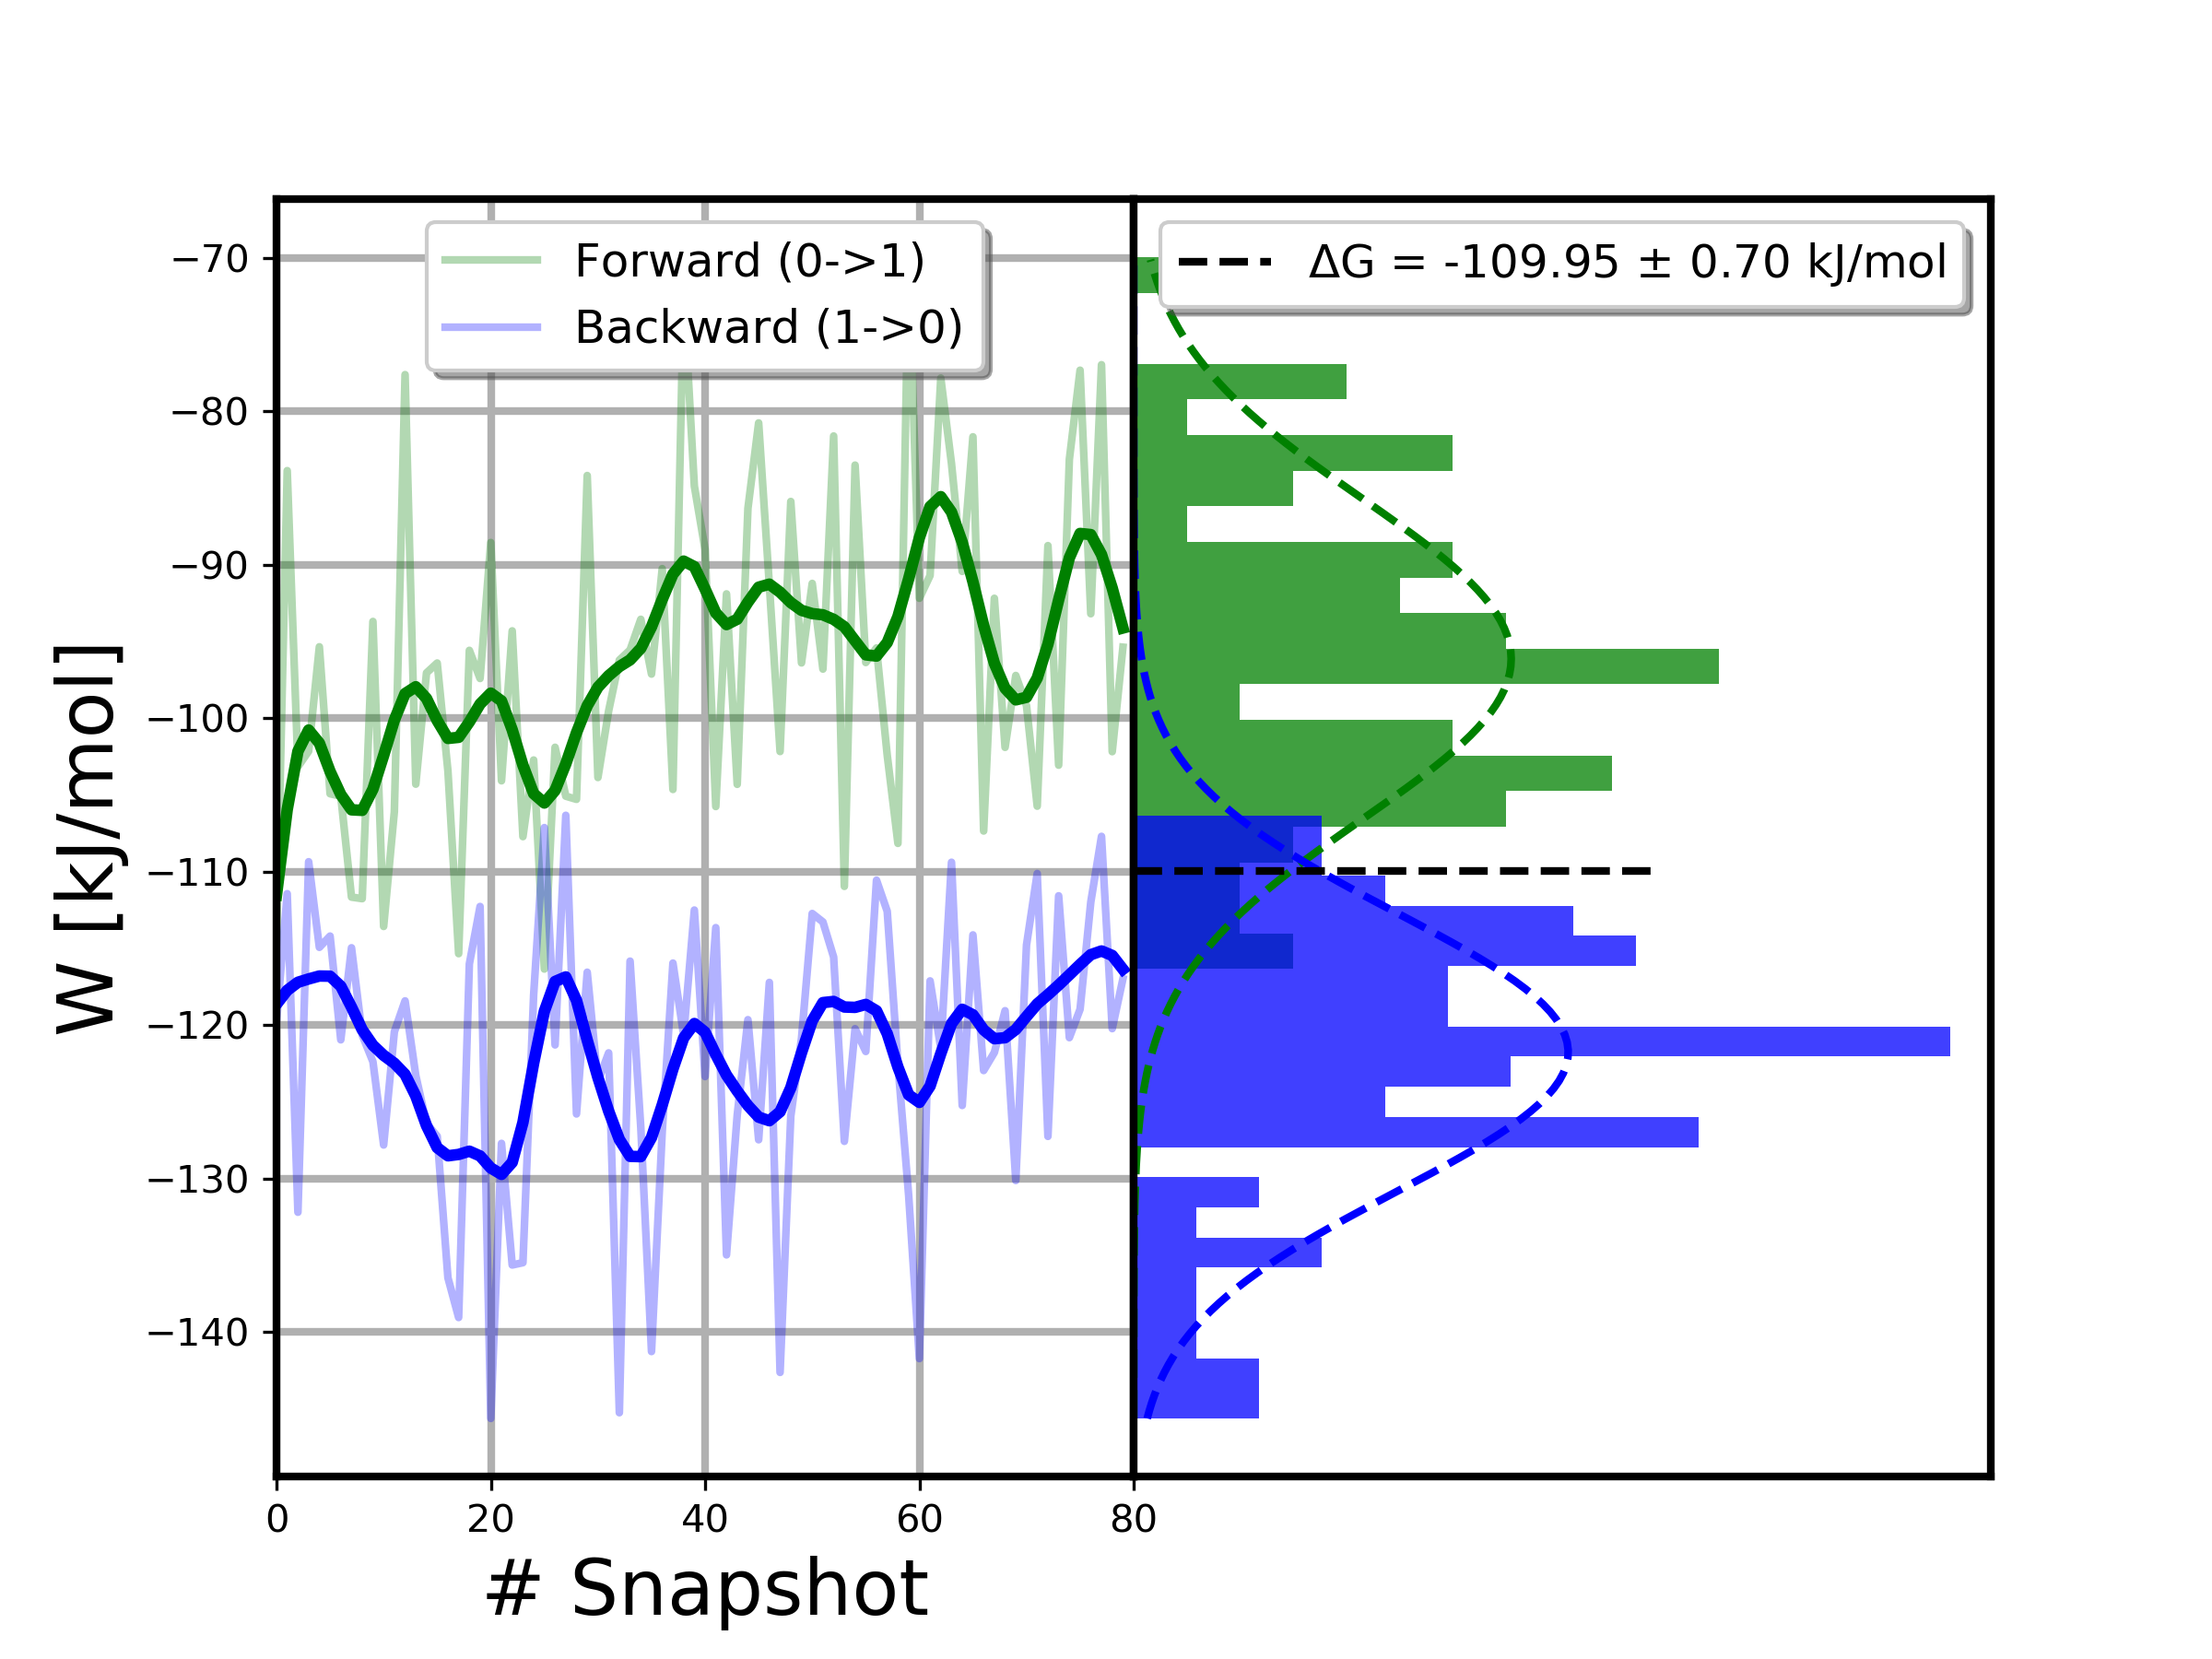 Forward (0->1)
Backward (1->0)
ΔG = -109.95 ± 0.70 kJ/mol
W [kJ/mol]
−70
−80
−90
−100
−110
−120
−130
−140
0 20 40 60 80
# Snapshot